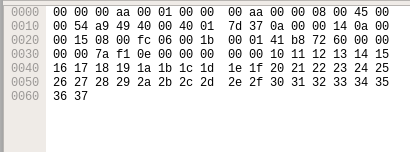 0000 00 00 00 aa 00 01 00 00 00 aa 00 00 08 00 45 00
0010 00 54 a9 49 40 00 40 01 7d 37 0a 00 00 14 0a 00
0020 00 15 08 00 fc 06 00 1b 00 01 41 b8 72 60 00 00
0030 00 00 7a f1 0e 00 00 00 00 00 10 11 12 13 14 15
0040 16 17 18 19 1a 1b 1c 1d 1e 1f 20 21 22 23 24 25
0050 26 27 28 29 2a 2b 2c 2d 2e 2f 30 31 32 33 34 35
0060 36 37